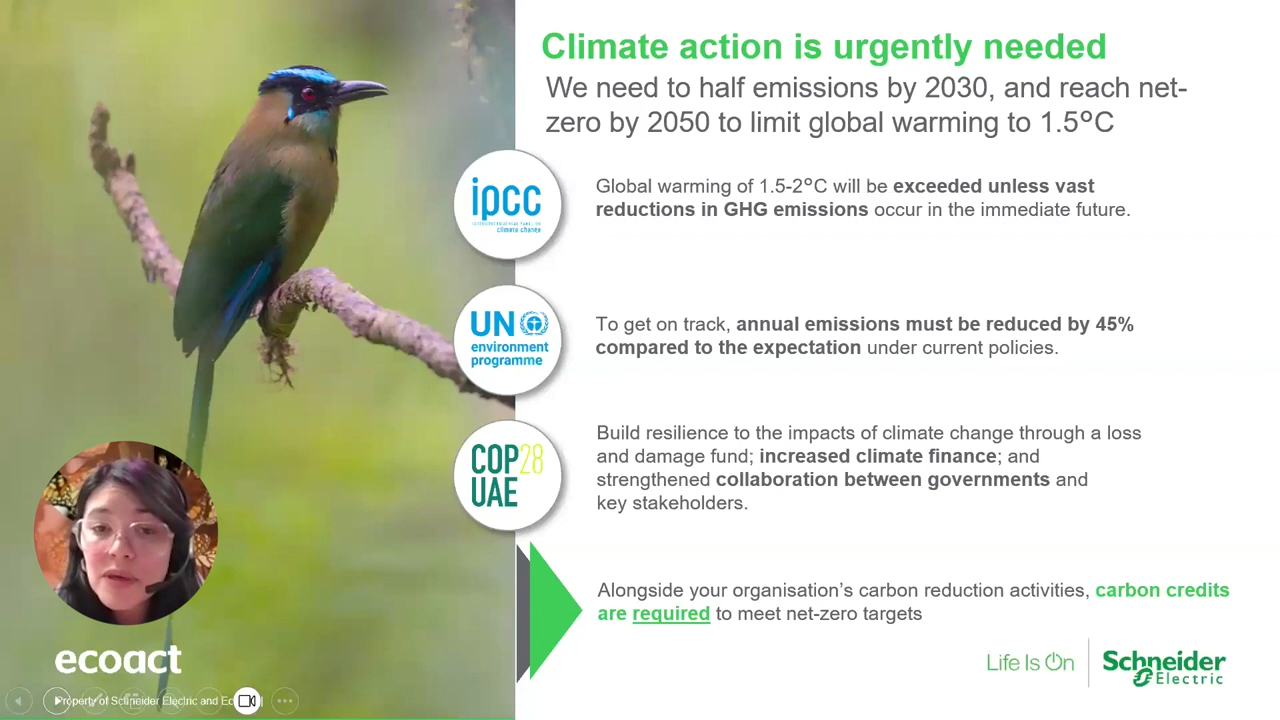 Climate action is urgently needed
We need to half emissions by 2030, and reach net-
zero by 2050 to limit global warming to 1.5°C
ipcc
climate change
Global warming of 1.5-2°C will be exceeded unless vast
reductions in GHG emissions occur in the immediate future.
UN
environment
programme
To get on track, annual emissions must be reduced by 45%
compared to the expectation under current policies.
COP28
UAE
Build resilience to the impacts of climate change through a loss
and damage fund; increased climate finance; and
strengthened collaboration between governments and
key stakeholders.
Alongside your organisation’s carbon reduction activities, carbon credits
are required to meet net-zero targets
ecoact
Property of Schneider Electric and
Life Is On
Schneider
Electric